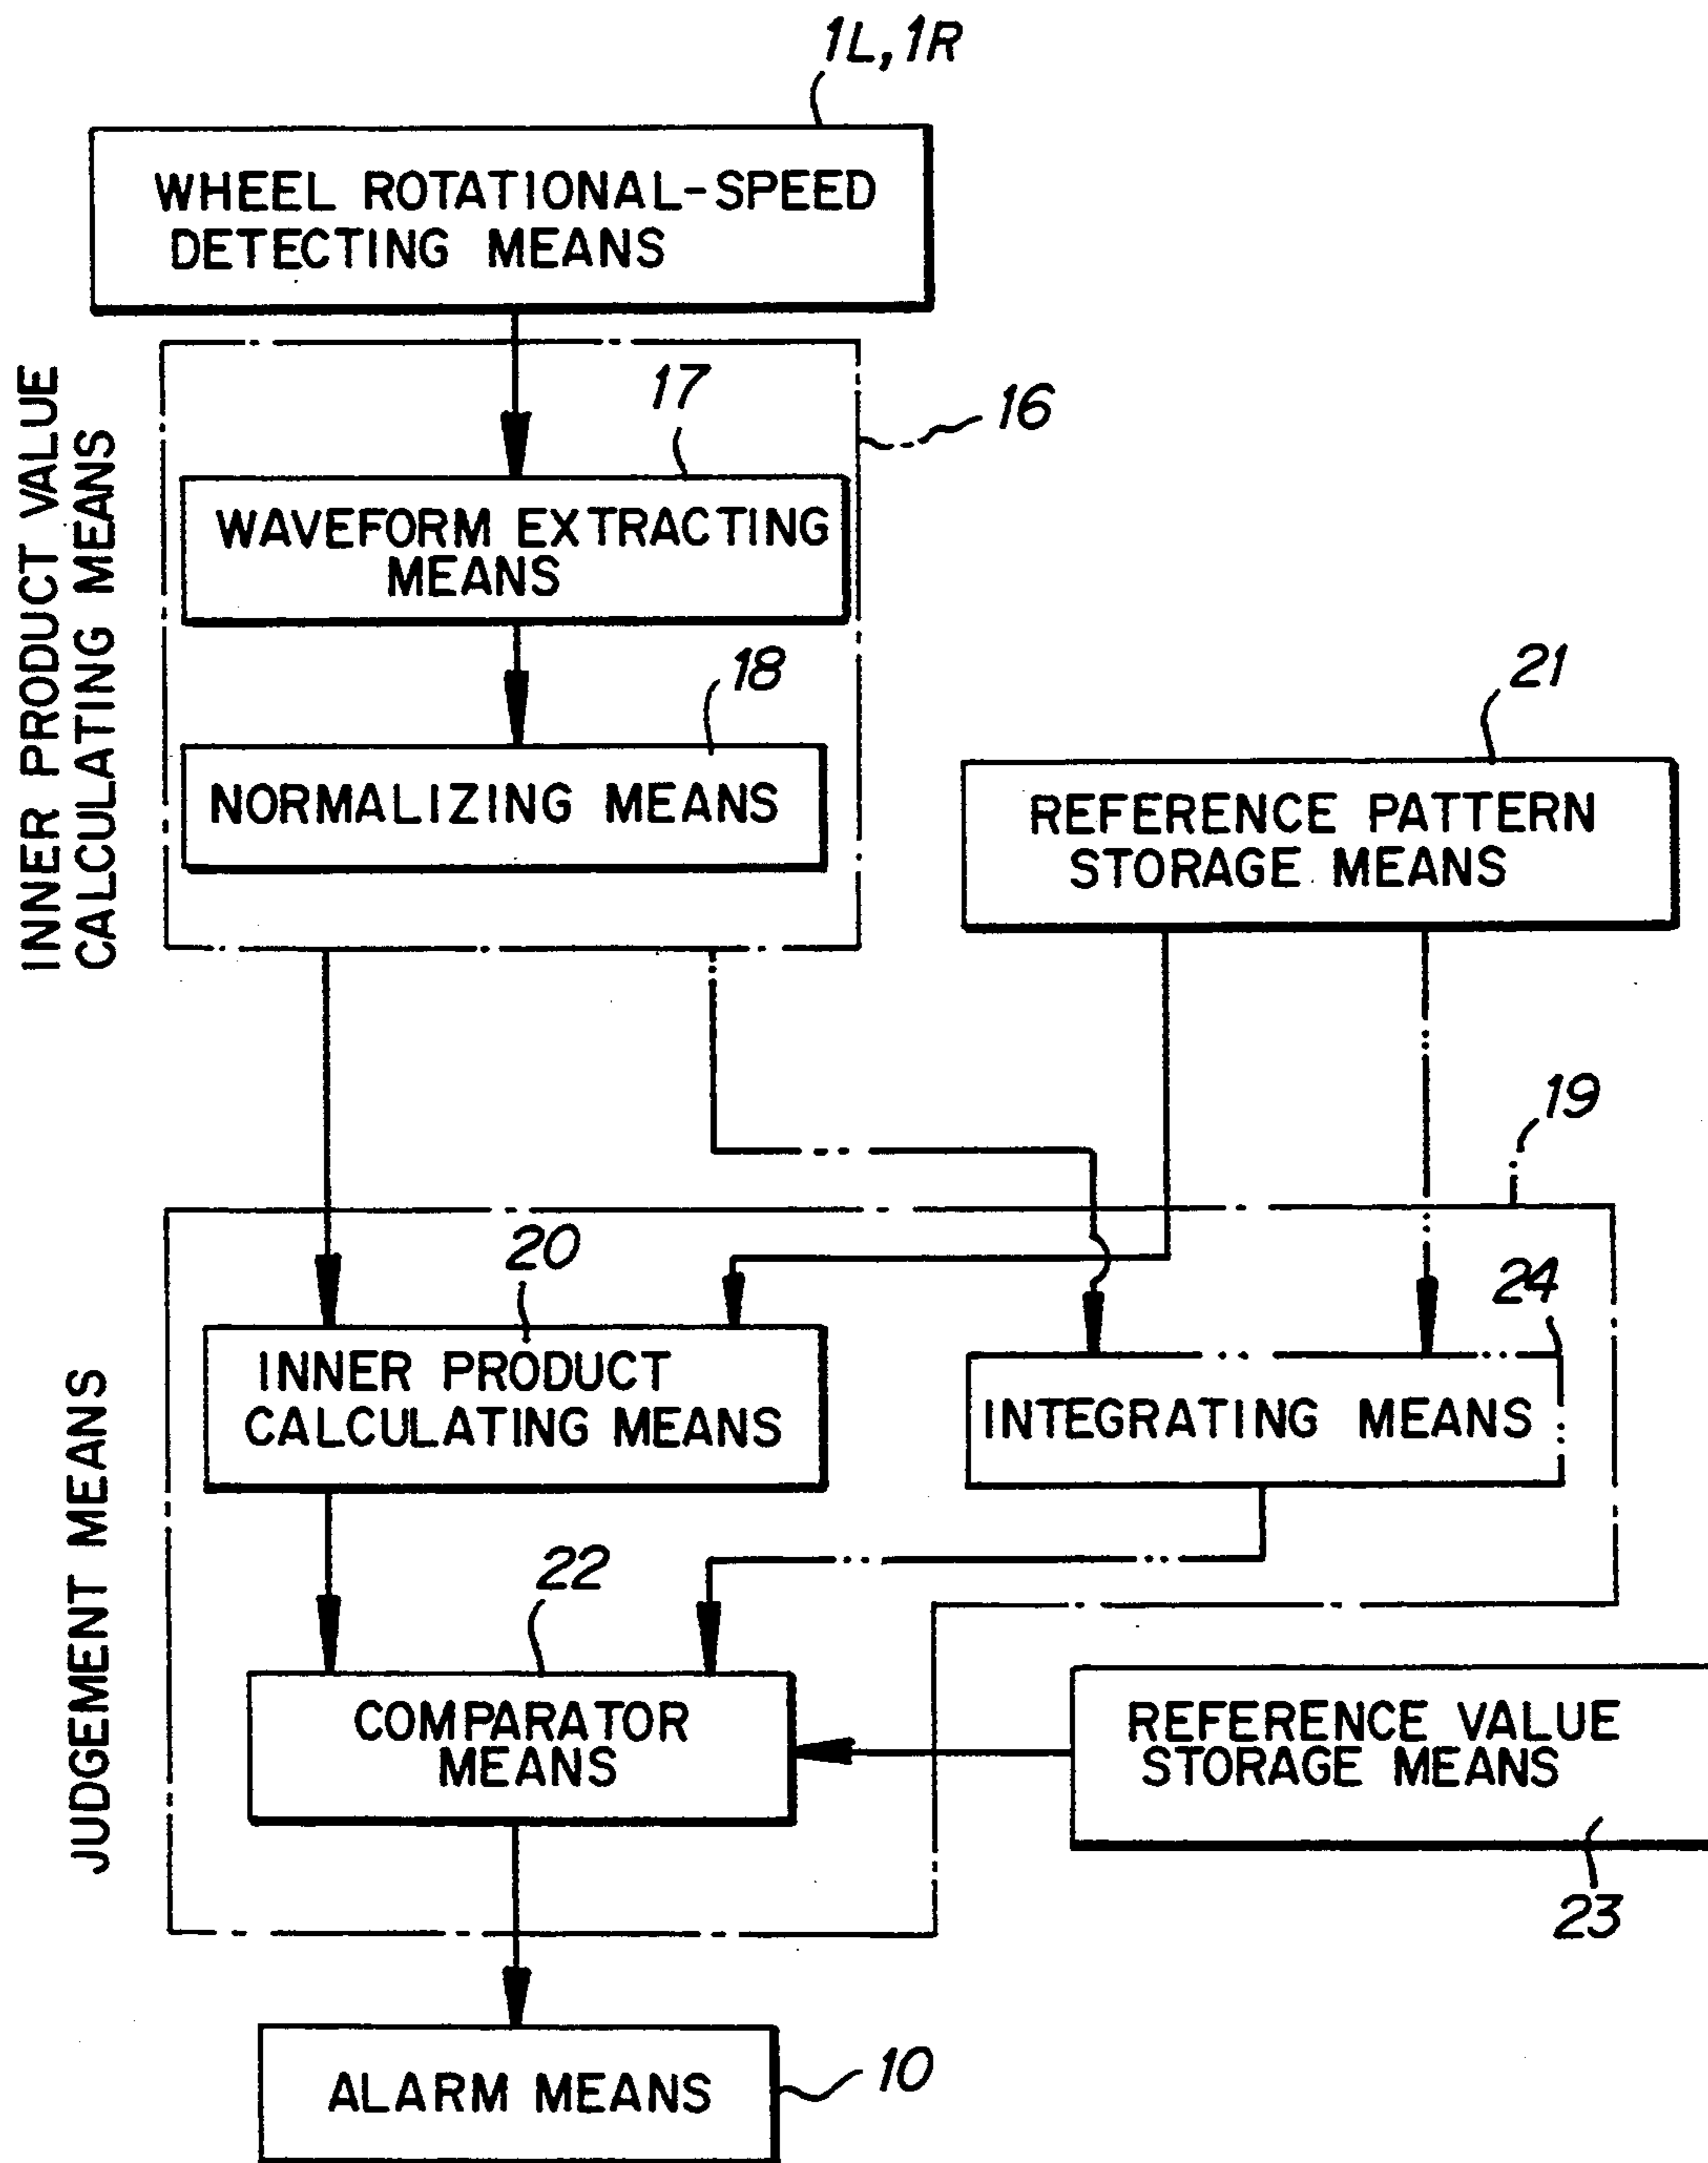 1L, 1R
WHEEL ROTATIONAL-SPEED
DETECTING MEANS
INNER PRODUCT VALUE
CALCULATING MEANS
16
17
WAVEFORM EXTRACTING
MEANS
18
NORMALIZING MEANS
21
REFERENCE PATTERN
STORAGE MEANS
19
JUDGEMENT MEANS
20
INNER PRODUCT
CALCULATING MEANS
24
INTEGRATING MEANS
22
COMPARATOR
MEANS
REFERENCE VALUE
STORAGE MEANS
23
ALARM MEANS
10